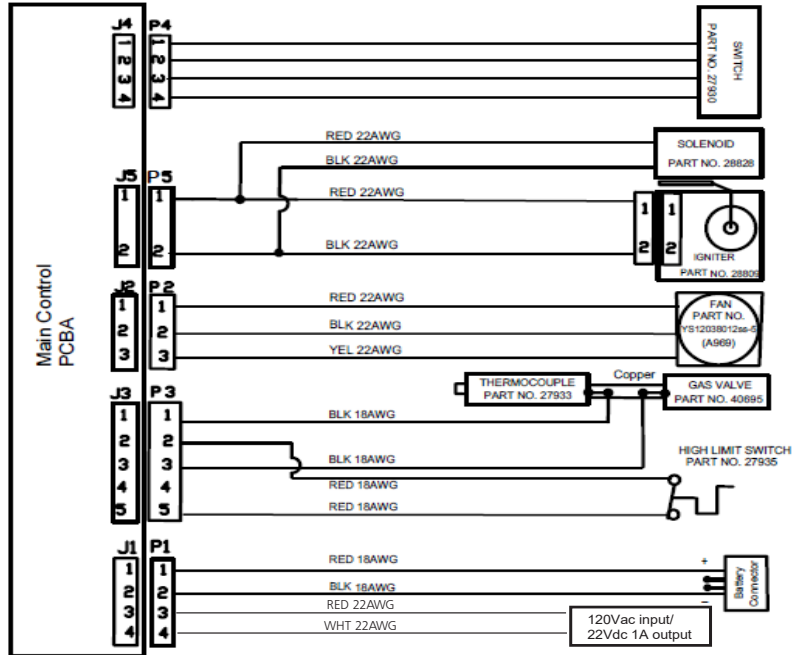 J4 P4
1 1
2 2
3 3
4 4
SWITCH
PART NO. 27930
RED 22AWG
BLK 22AWG
SOLENOID
PART NO. 28828
J5 P5
1 1
2 2
RED 22AWG
BLK 22AWG
1 1
2 2
IGNITER
PART NO. 28809
Main Control
PCBA
J2 P2
1 1
2 2
3 3
RED 22AWG
BLK 22AWG
YEL 22AWG
FAN
PART NO.
YS12038012ss-5
(A969)
THERMOCOUPLE
PART NO. 27933
Copper
GAS VALVE
PART NO. 40695
J3 P3
1 1
2 2
3 3
4 4
5 5
BLK 18AWG
BLK 18AWG
RED 18AWG
RED 18AWG
HIGH LIMIT SWITCH
PART NO. 27935
J1 P1
1 1
2 2
3 3
4 4
RED 18AWG
BLK 18AWG
RED 22AWG
WHT 22AWG
+
–
Battery
Connector
120Vac input/
22Vdc 1A output